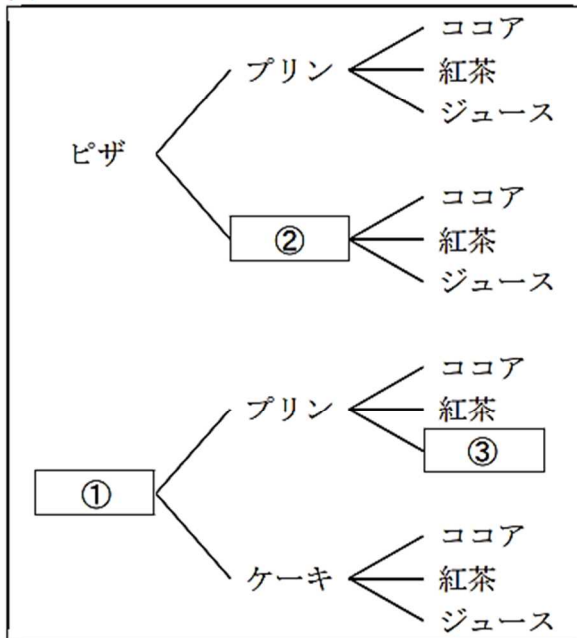 ココア
プリン 紅茶
ジュース
ピザ
ココア
② 紅茶
ジュース
ココア
プリン 紅茶
③
①
ココア
ケーキ 紅茶
ジュース